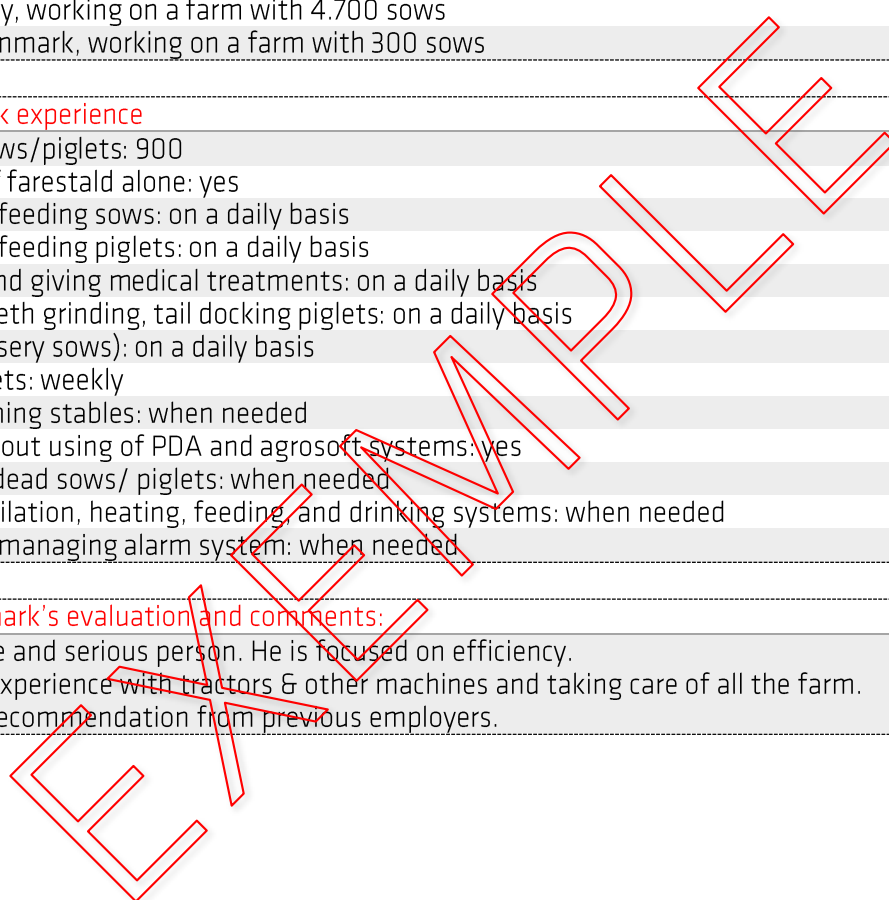 y, working on a farm with 4.700 sows
nmark, working on a farm with 300 sows
k experience
ws/piglets: 900
f farestald alone: yes
feeding sows: on a daily basis
feeding piglets: on a daily basis
nd giving medical treatments: on a daily basis
eth grinding, tail docking piglets: on a daily basis
sery sows): on a daily basis
ets: weekly
ning stables: when needed
out using of PDA and agrosoft systems: yes
dead sows/ piglets: when needed
ilation, heating, feeding, and drinking systems: when needed
managing alarm system: when needed
mark's evaluation and comments:
e and serious person. He is focused on efficiency.
xperience with tractors & other machines and taking care of all the farm.
ecommendation from previous employers.
EXEMPLE